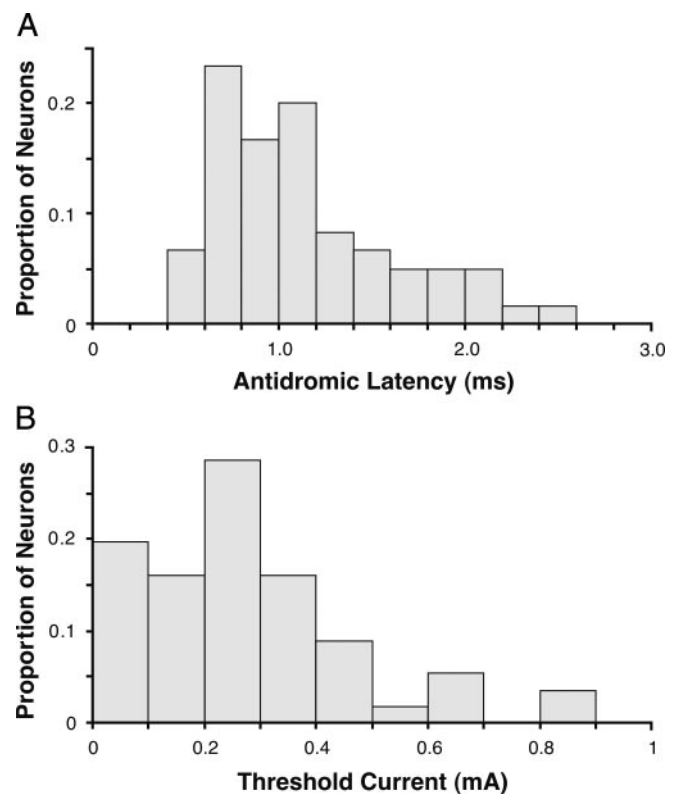 A
Proportion of Neurons
0.2
0.1
0
0 1.0 2.0 3.0
Antidromic Latency (ms)
B
Proportion of Neurons
0.3
0.2
0.1
0
0 0.2 0.4 0.6 0.8 1
Threshold Current (mA)